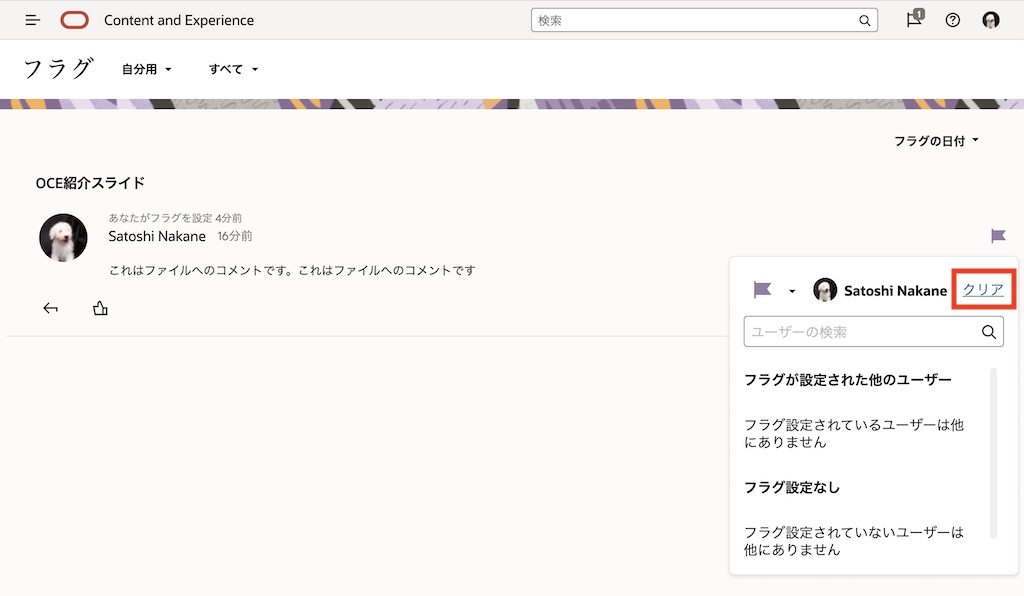 Content and Experience
検索
1
フラグ
自分用
すべて
フラグの日付
OCE紹介スライド
あなたがフラグを設定 4分前
Satoshi Nakane 16分前
これはファイルへのコメントです。これはファイルへのコメントです
Satoshi Nakane
クリア
ユーザーの検索
フラグが設定された他のユーザー
フラグ設定されているユーザーは他
にありません
フラグ設定なし
フラグ設定されていないユーザーは
他にありません